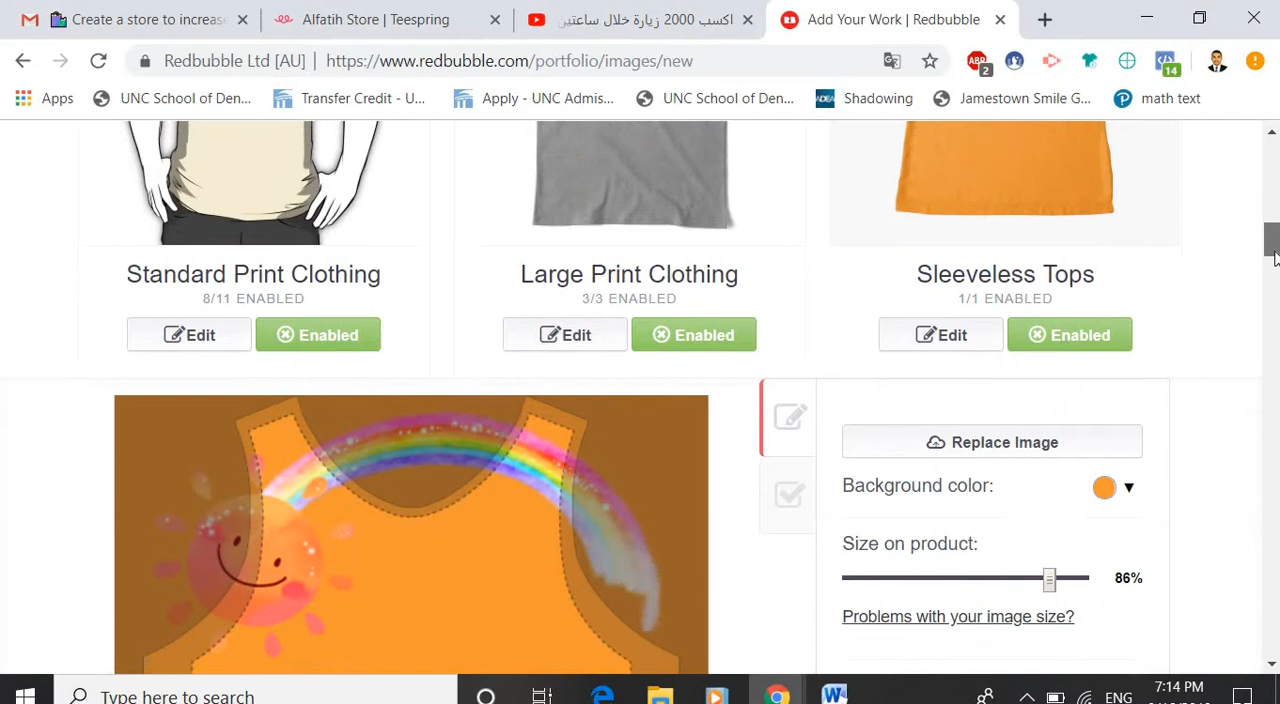 Create a store to increas
Alfatih Store | Teespring
اكسب 2000 زيارة خلال ساعتين
Add Your Work | Redbubble
Redbubble Ltd [AU] | https://www.redbubble.com/portfolio/images/new
ABP 2
14
Apps
UNC School of Den...
Transfer Credit - U...
Apply - UNC Admis...
UNC School of Den...
Shadowing
Jamestown Smile G...
math text
Standard Print Clothing
Large Print Clothing
Sleeveless Tops
8/11 ENABLED
3/3 ENABLED
1/1 ENABLED
Edit Enabled
Edit Enabled
Edit Enabled
Replace Image
Background color:
Size on product:
86%
Problems with your image size?
Type here to search
ENG
7:14 PM